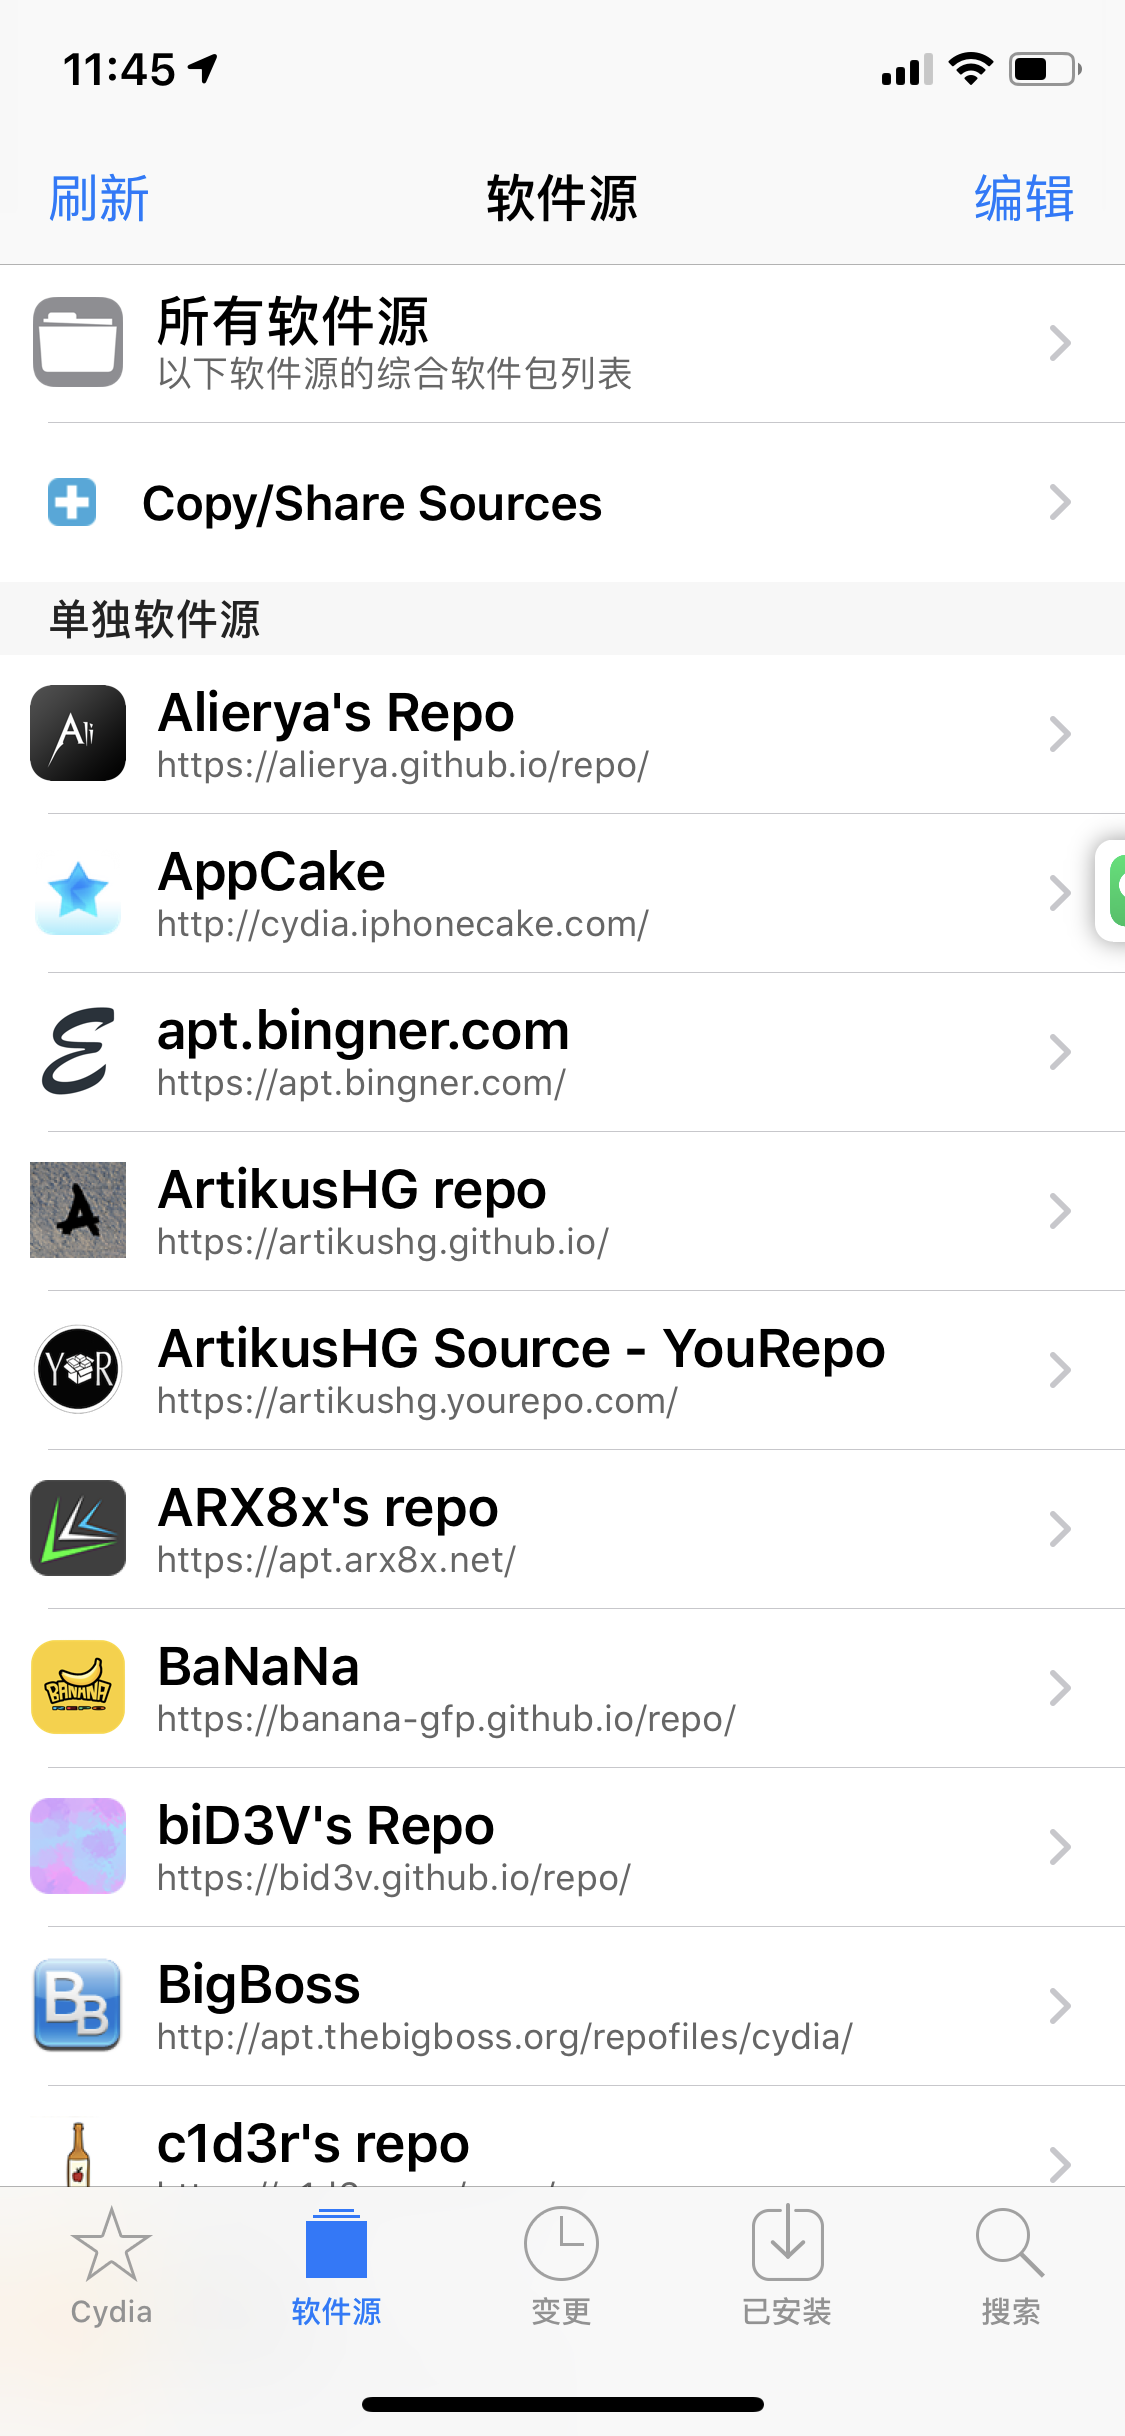 11:45
刷新
软件源
编辑
所有软件源
以下软件源的综合软件包列表
Copy/Share Sources
单独软件源
Ali
Alierya's Repo
https://alierya.github.io/repo/
AppCake
http://cydia.iphonecake.com/
apt.bingner.com
https://apt.bingner.com/
ArtikusHG repo
https://artikushg.github.io/
Y R
ArtikusHG Source - YouRepo
https://artikushg.yourepo.com/
ARX8x's repo
https://apt.arx8x.net/
BANANA
BaNaNa
https://banana-gfp.github.io/repo/
biD3V's Repo
https://bid3v.github.io/repo/
BB
BigBoss
http://apt.thebigboss.org/repofiles/cydia/
c1d3r's repo
Cydia
软件源
变更
已安装
搜索